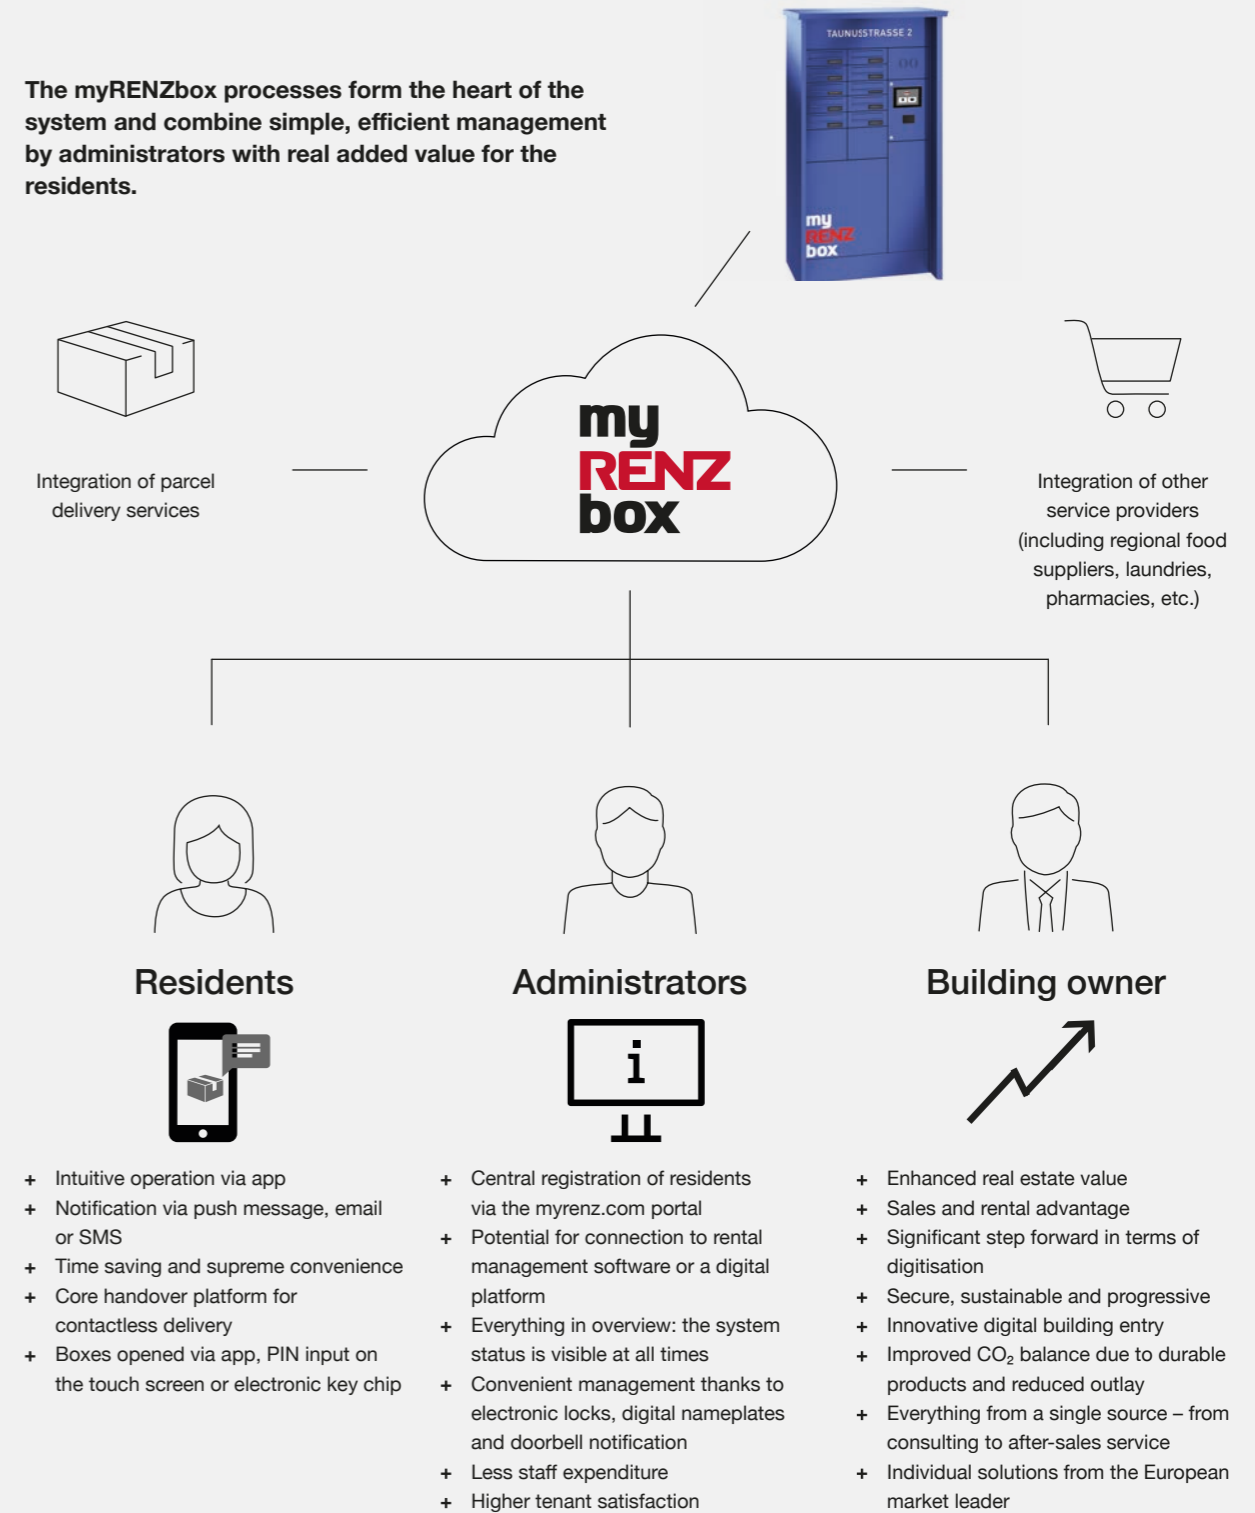 The myRENZbox processes form the heart of the
system and combine simple, efficient management
by administrators with real added value for the
residents.
TAUNUSSTRASSE 2
my
RENZ
box
my
RENZ
box
Integration of parcel
delivery services
Integration of other
service providers
(including regional food
suppliers, laundries,
pharmacies, etc.)
Residents
+ Intuitive operation via app
+ Notification via push message, email
or SMS
+ Time saving and supreme convenience
+ Core handover platform for
contactless delivery
+ Boxes opened via app, PIN input on
the touch screen or electronic key chip
Administrators
i
+ Central registration of residents
via the myrenz.com portal
+ Potential for connection to rental
management software or a digital
platform
+ Everything in overview: the system
status is visible at all times
+ Convenient management thanks to
electronic locks, digital nameplates
and doorbell notification
+ Less staff expenditure
+ Higher tenant satisfaction
Building owner
+ Enhanced real estate value
+ Sales and rental advantage
+ Significant step forward in terms of
digitisation
+ Secure, sustainable and progressive
+ Innovative digital building entry
+ Improved CO₂ balance due to durable
products and reduced outlay
+ Everything from a single source – from
consulting to after-sales service
+ Individual solutions from the European
market leader